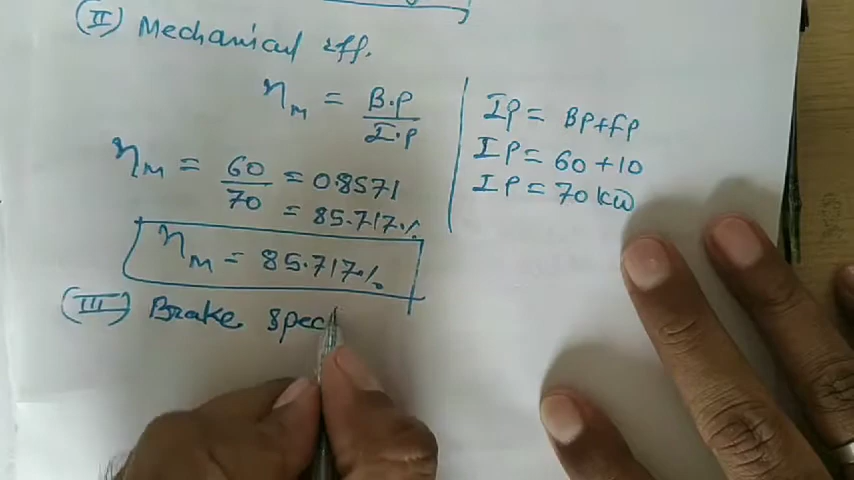 (II) Mechanical eff.
ηm = B.P / I.P
ηm = 60 / 70 = 0.8571
= 85.717.%
ηm = 85.717.%
IP = BP+FP
IP = 60 + 10
IP = 70 kW
(III) Brake spec